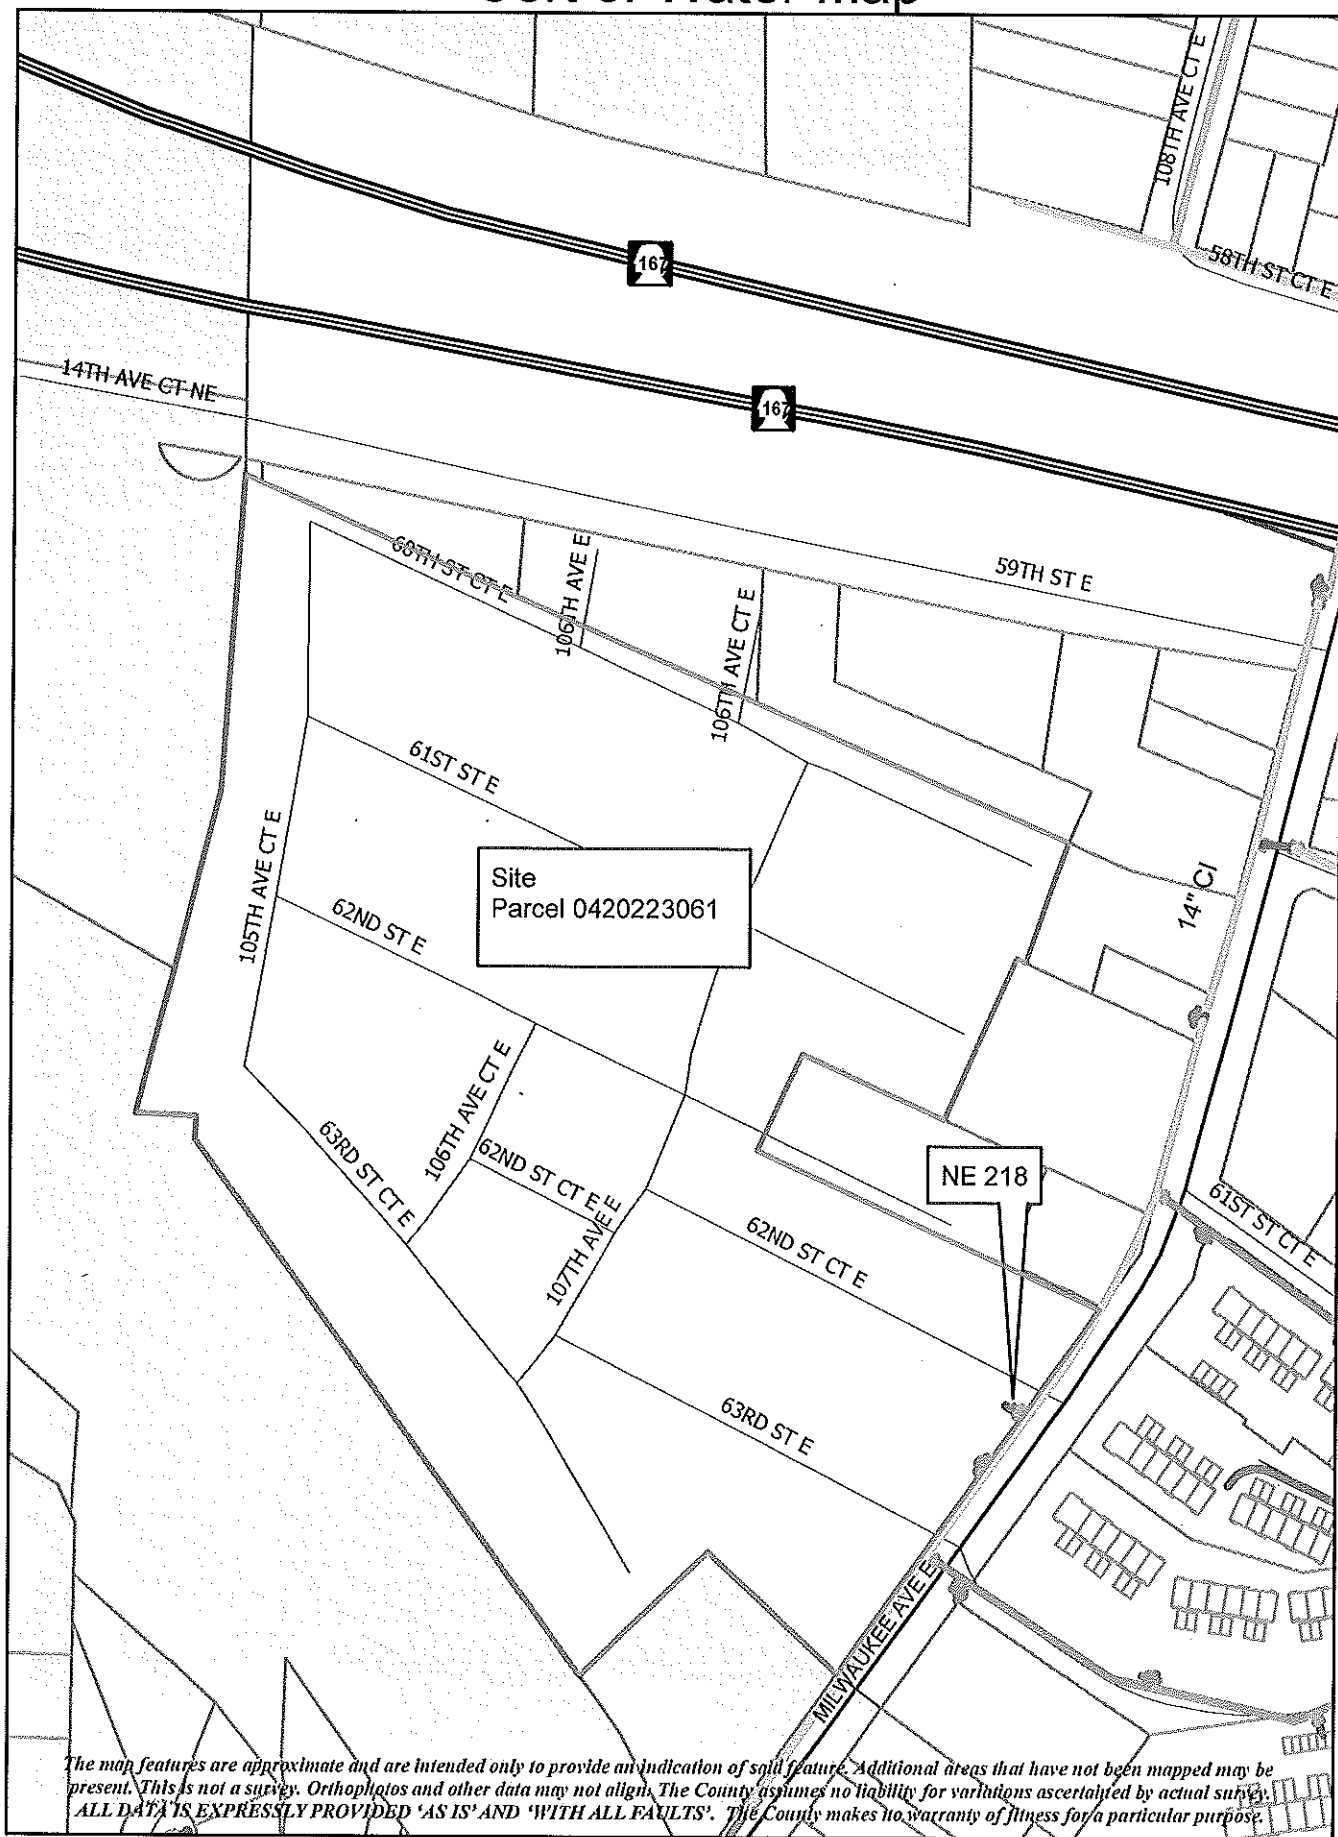 Water Map
108TH AVE CT E
58TH ST CT E
167
14TH AVE CT NE
167
60TH ST CT E
106TH AVE E
59TH ST E
106TH AVE CT E
61ST ST E
105TH AVE CT E
Site
Parcel 0420223061
14" CI
62ND ST E
106TH AVE CT E
63RD ST CT E
62ND ST CT E
107TH AVE E
NE 218
61ST ST CT E
62ND ST CT E
63RD ST E
MILWAUKEE AVE E
The map features are approximate and are intended only to provide an indication of said feature. Additional areas that have not been mapped may be
present. This is not a survey. Orthophotos and other data may not align. The County assumes no liability for variations ascertained by actual survey.
ALL DATA IS EXPRESSLY PROVIDED 'AS IS' AND 'WITH ALL FAULTS'. The County makes no warranty of fitness for a particular purpose.